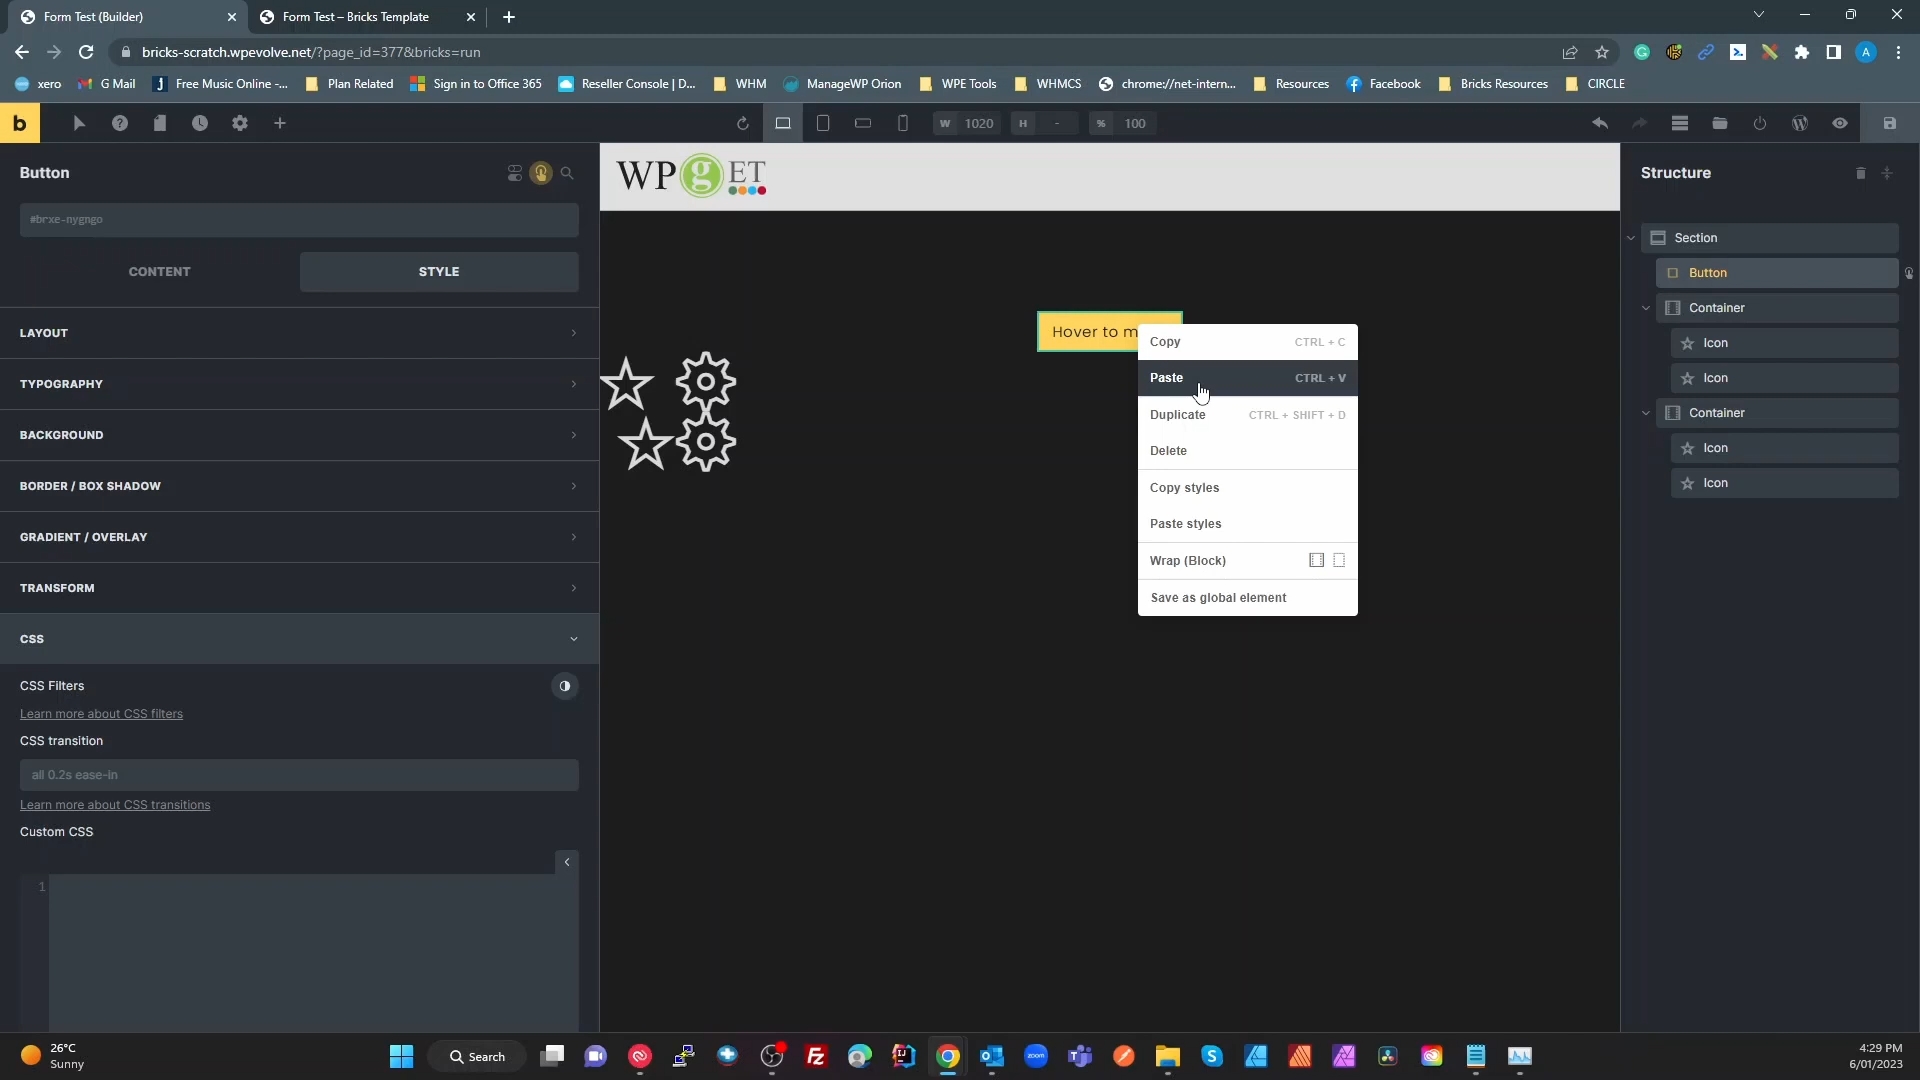 Form Test (Builder)
Form Test – Bricks Template
bricks-scratch.wpevolve.net/?page_id=377&bricks=run
A
xero
G Mail
Free Music Online -...
Plan Related
Sign in to Office 365
Reseller Console | D...
WHM
ManageWP Orion
WPE Tools
WHMCS
chrome://net-intern...
Resources
Facebook
Bricks Resources
CIRCLE
b
W 1020
H -
% 100
Button
#brxe-nygngo
CONTENT
STYLE
LAYOUT
TYPOGRAPHY
BACKGROUND
BORDER / BOX SHADOW
GRADIENT / OVERLAY
TRANSFORM
CSS
CSS Filters
Learn more about CSS filters
CSS transition
all 0.2s ease-in
Learn more about CSS transitions
Custom CSS
1
WP g ET
Hover to m
Copy CTRL + C
Paste CTRL + V
Duplicate CTRL + SHIFT + D
Delete
Copy styles
Paste styles
Wrap (Block)
Save as global element
Structure
Section
Button
Container
Icon
Icon
Container
Icon
Icon
26°C
Sunny
Search
Fz
zoom
4:29 PM
6/01/2023